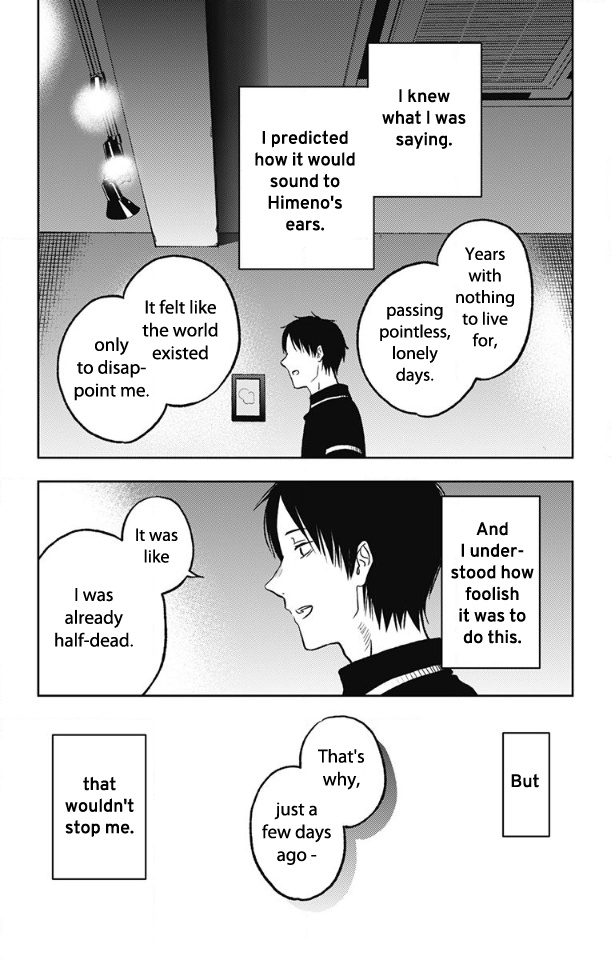 I knew
what I was
saying.
I predicted
how it would
sound to
Himeno's
ears.
Years
with
nothing
to live
for,
passing
pointless,
lonely
days.
It felt like
the world
existed
only
to disap-
point me.
And
I under-
stood how
foolish
it was to
do this.
It was
like
I was
already
half-dead.
But
That's
why,
just a
few days
ago -
that
wouldn't
stop me.